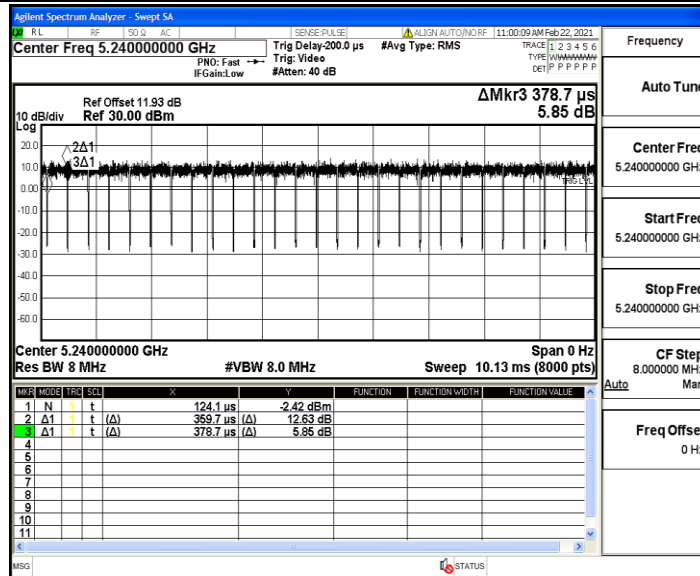 Agilent Spectrum Analyzer - Swept SA
RL RF 50 Ω AC SENSE:PULSE ALIGN AUTO/NO RF 11:00:09 AM Feb 22, 2021
Center Freq 5.240000000 GHz
PNO: Fast
IFGain:Low
Trig Delay-200.0 µs
Trig: Video
#Atten: 40 dB
#Avg Type: RMS
TRACE 1 2 3 4 5 6
TYPE WWWWWW
DET P P P P P P
Frequency
Auto Tune
Center Freq
5.240000000 GHz
Start Freq
5.240000000 GHz
Stop Freq
5.240000000 GHz
CF Step
8.000000 MHz
Auto Man
Freq Offset
0 Hz
ΔMkr3 378.7 µs
5.85 dB
Ref Offset 11.93 dB
10 dB/div Ref 30.00 dBm
Log
20.0
10.0
0.00
-10.0
-20.0
-30.0
-40.0
-50.0
-60.0
2Δ1
3Δ1
TRIG LVL
Center 5.240000000 GHz Span 0 Hz
Res BW 8 MHz #VBW 8.0 MHz Sweep 10.13 ms (8000 pts)
MKR MODE TRC SCL X Y FUNCTION FUNCTION WIDTH FUNCTION VALUE
1 N 1 t 124.1 µs -2.42 dBm
2 Δ1 1 t (Δ) 359.7 µs (Δ) 12.63 dB
3 Δ1 1 t (Δ) 378.7 µs (Δ) 5.85 dB
4
5
6
7
8
9
10
11
MSG STATUS